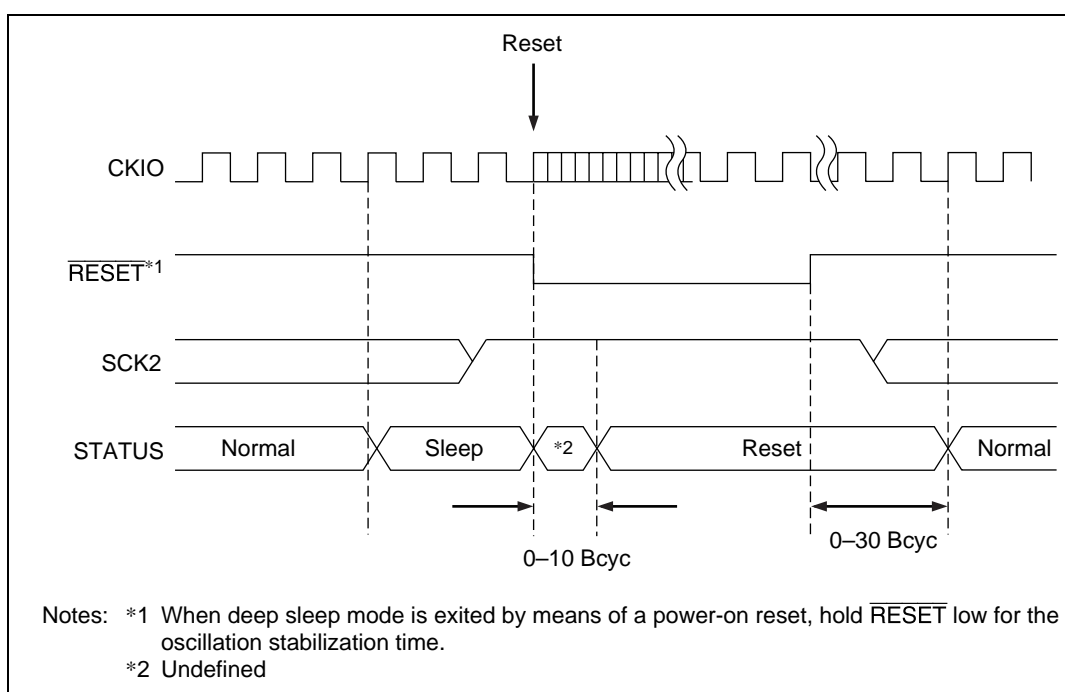 Reset
CKIO
RESET*1
SCK2
STATUS
Normal
Sleep
*2
Reset
Normal
0–10 Bcyc
0–30 Bcyc
Notes: *1 When deep sleep mode is exited by means of a power-on reset, hold RESET low for the
oscillation stabilization time.
*2 Undefined